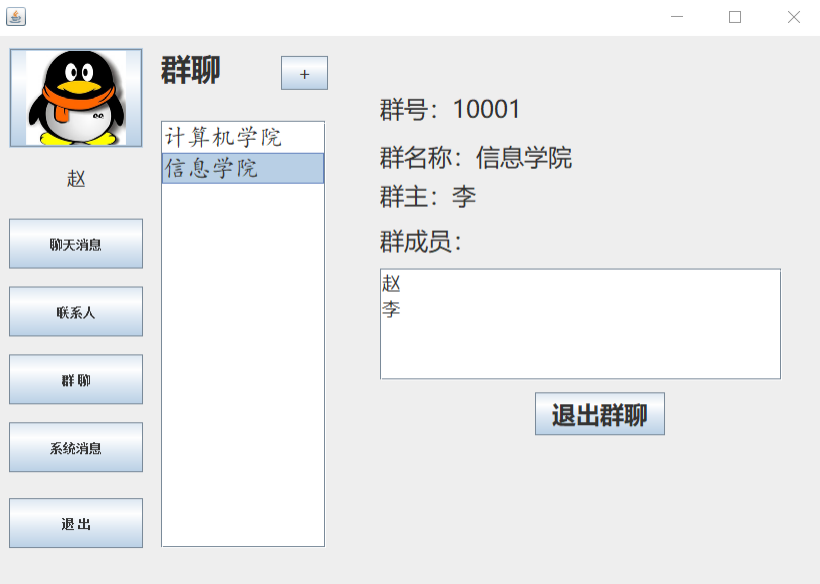 赵
聊天消息
联系人
群聊
系统消息
退出
群聊
+
计算机学院
信息学院
群号：10001
群名称：信息学院
群主：李
群成员：
赵
李
退出群聊